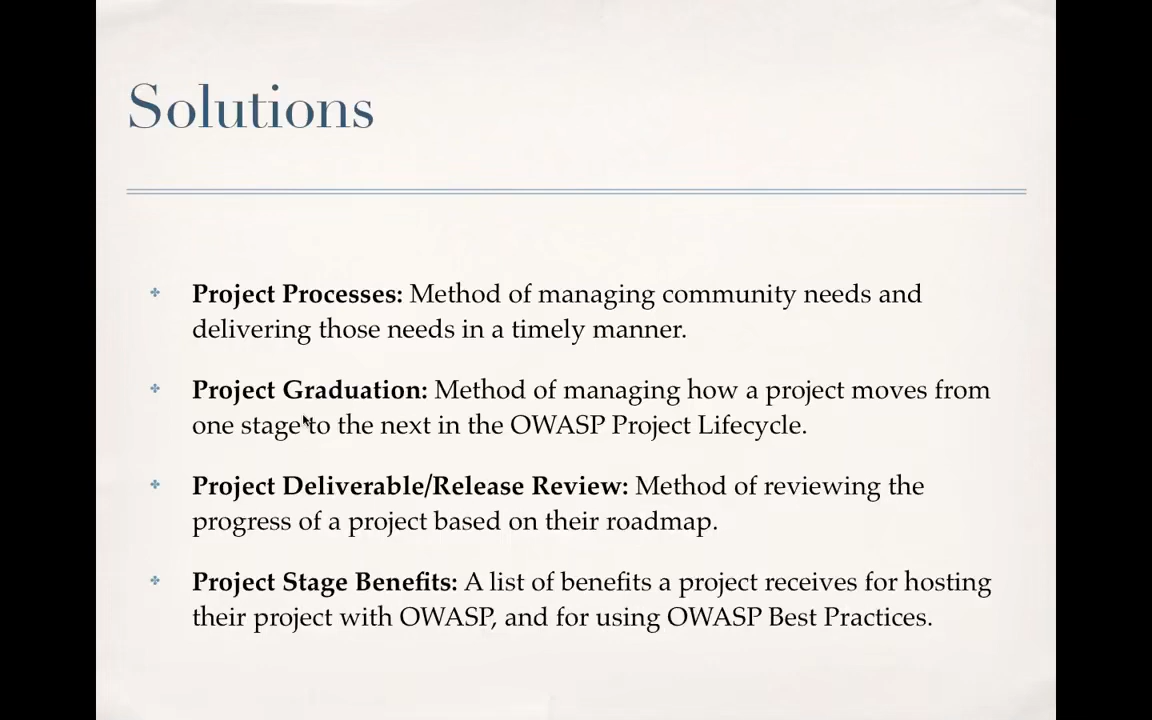 Solutions
Project Processes: Method of managing community needs and
delivering those needs in a timely manner.
Project Graduation: Method of managing how a project moves from
one stage to the next in the OWASP Project Lifecycle.
Project Deliverable/Release Review: Method of reviewing the
progress of a project based on their roadmap.
Project Stage Benefits: A list of benefits a project receives for hosting
their project with OWASP, and for using OWASP Best Practices.